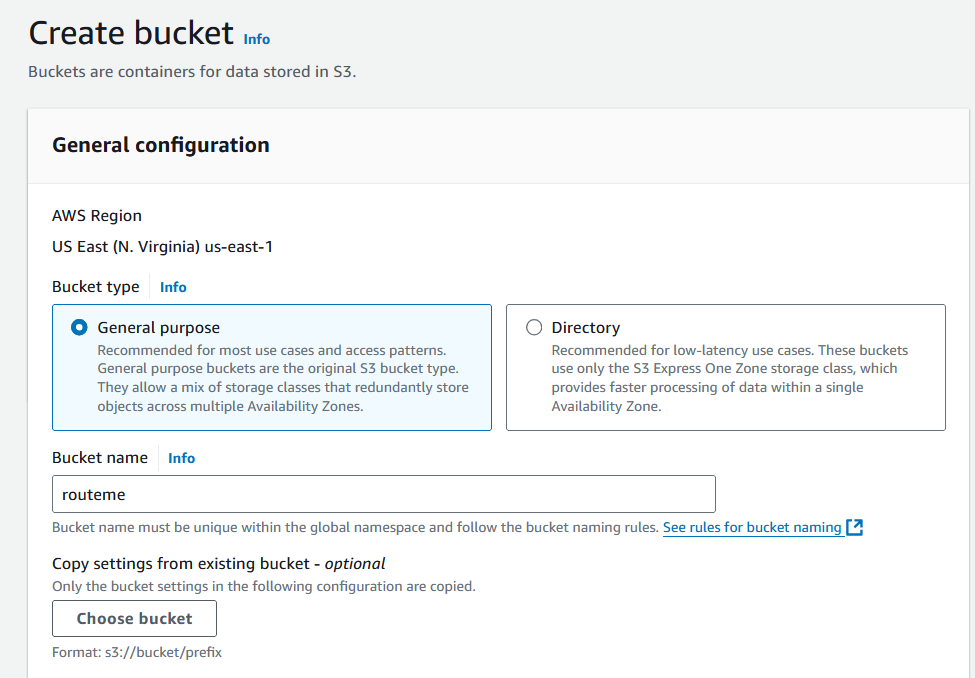 Create bucket Info
Buckets are containers for data stored in S3.
General configuration
AWS Region
US East (N. Virginia) us-east-1
Bucket type Info
General purpose
Recommended for most use cases and access patterns.
General purpose buckets are the original S3 bucket type.
They allow a mix of storage classes that redundantly store
objects across multiple Availability Zones.
Directory
Recommended for low-latency use cases. These buckets
use only the S3 Express One Zone storage class, which
provides faster processing of data within a single
Availability Zone.
Bucket name Info
routeme
Bucket name must be unique within the global namespace and follow the bucket naming rules. See rules for bucket naming
Copy settings from existing bucket - optional
Only the bucket settings in the following configuration are copied.
Choose bucket
Format: s3://bucket/prefix